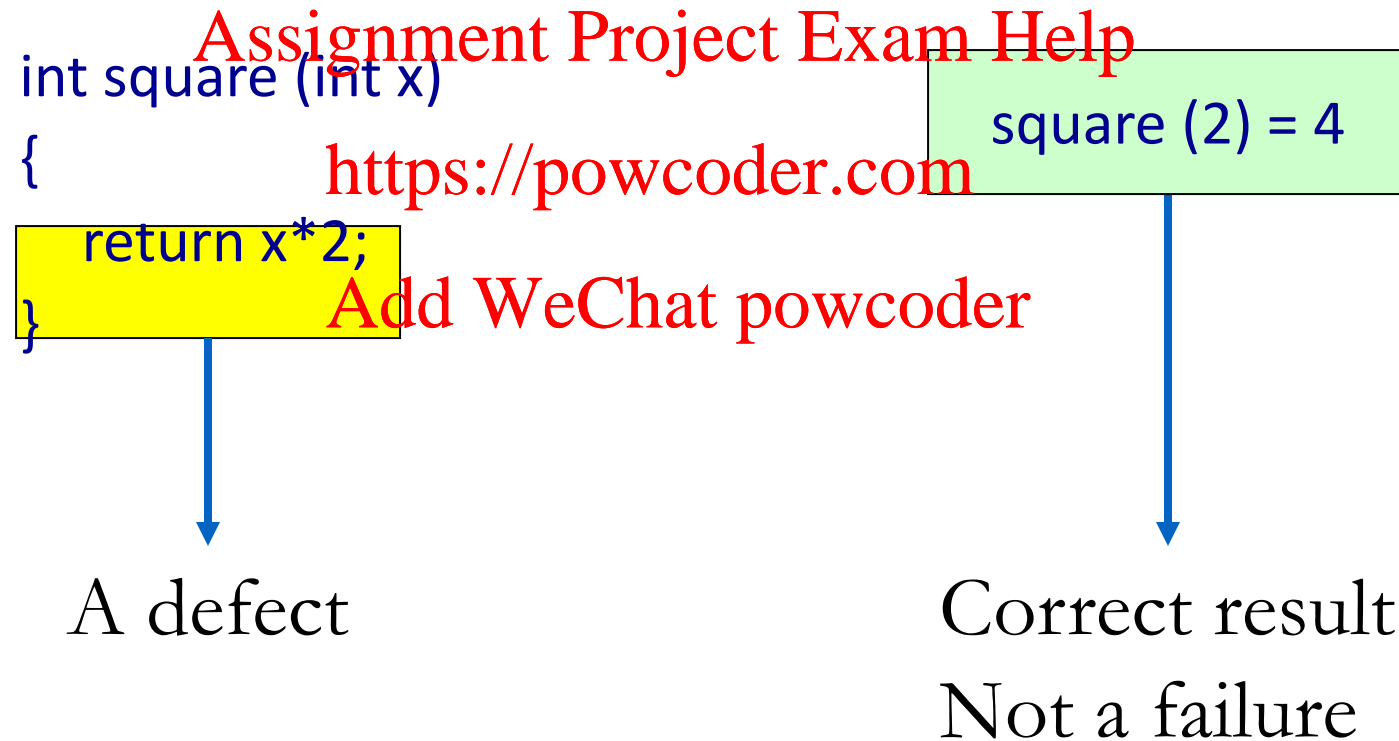 Assignment Project Exam Help
int square (int x)
square (2) = 4
{
https://powcoder.com
return x*2;
Add WeChat powcoder
}
A defect
Correct result
Not a failure